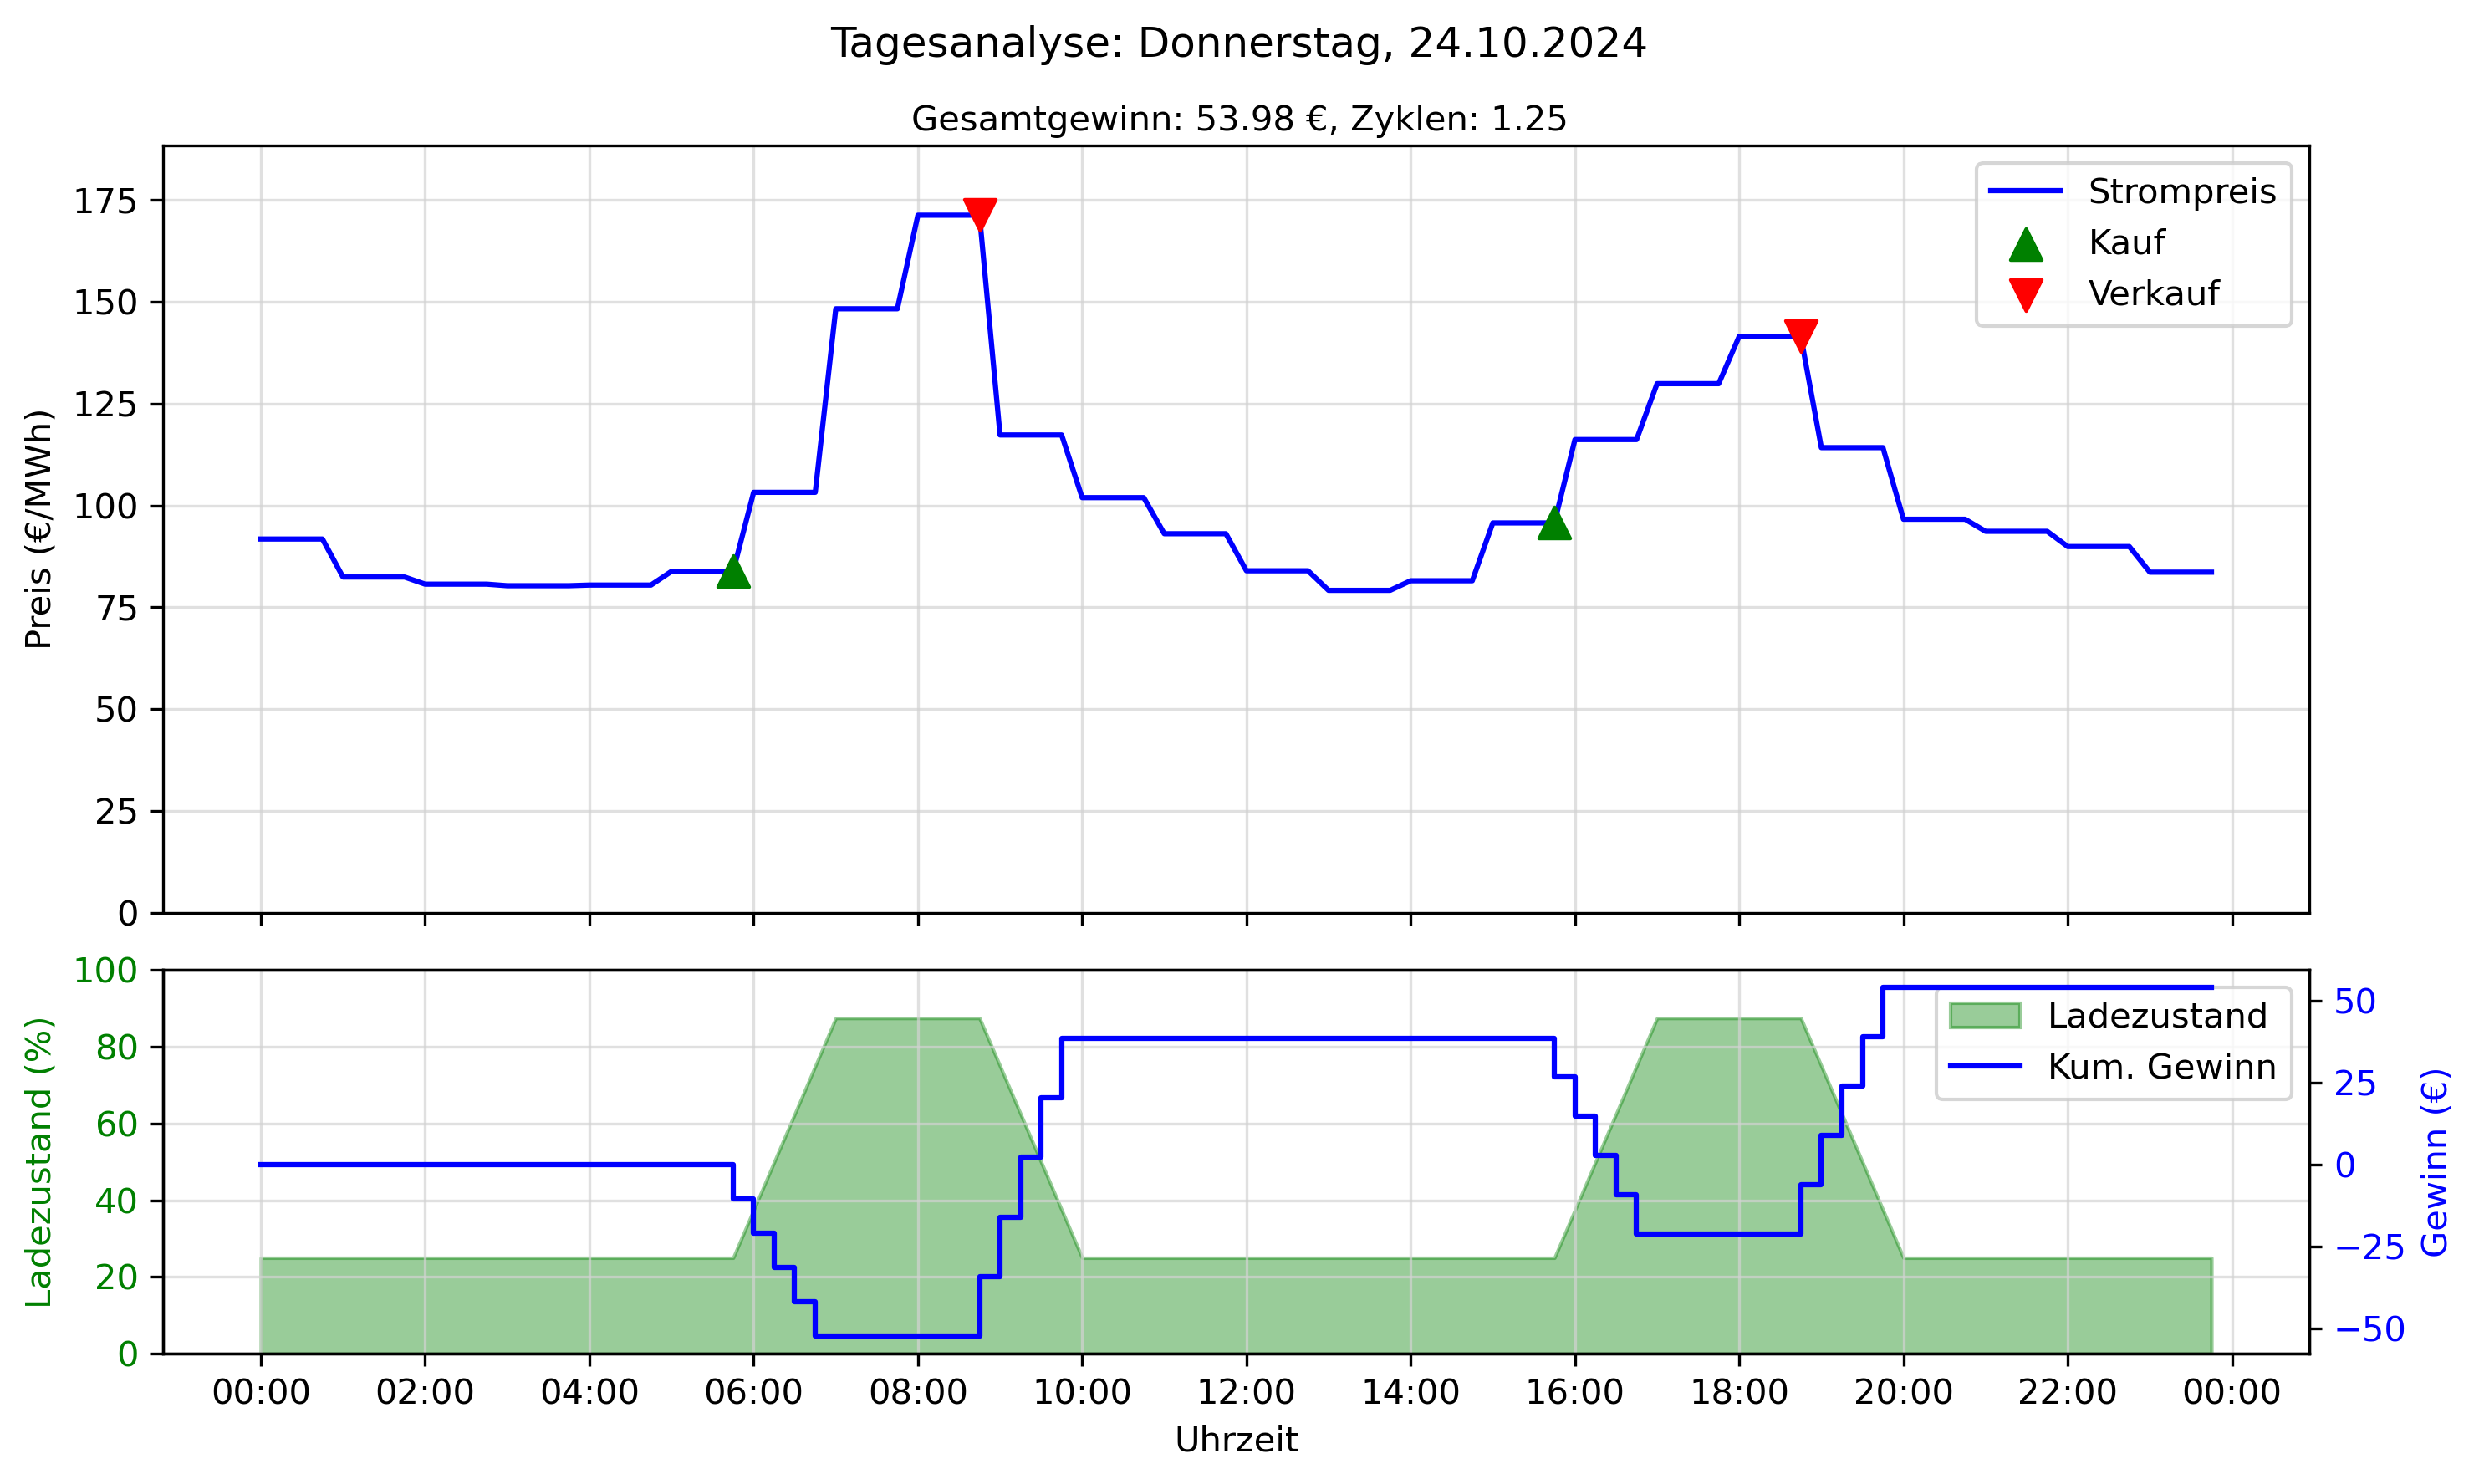 Tagesanalyse: Donnerstag, 24.10.2024
Gesamtgewinn: 53.98 €, Zyklen: 1.25
Preis (€/MWh)
175
150
125
100
75
50
25
0
Strompreis
Kauf
Verkauf
Ladezustand (%)
100
80
60
40
20
0
Ladezustand
Kum. Gewinn
50
25
0
−25
−50
Gewinn (€)
00:00 02:00 04:00 06:00 08:00 10:00 12:00 14:00 16:00 18:00 20:00 22:00 00:00
Uhrzeit